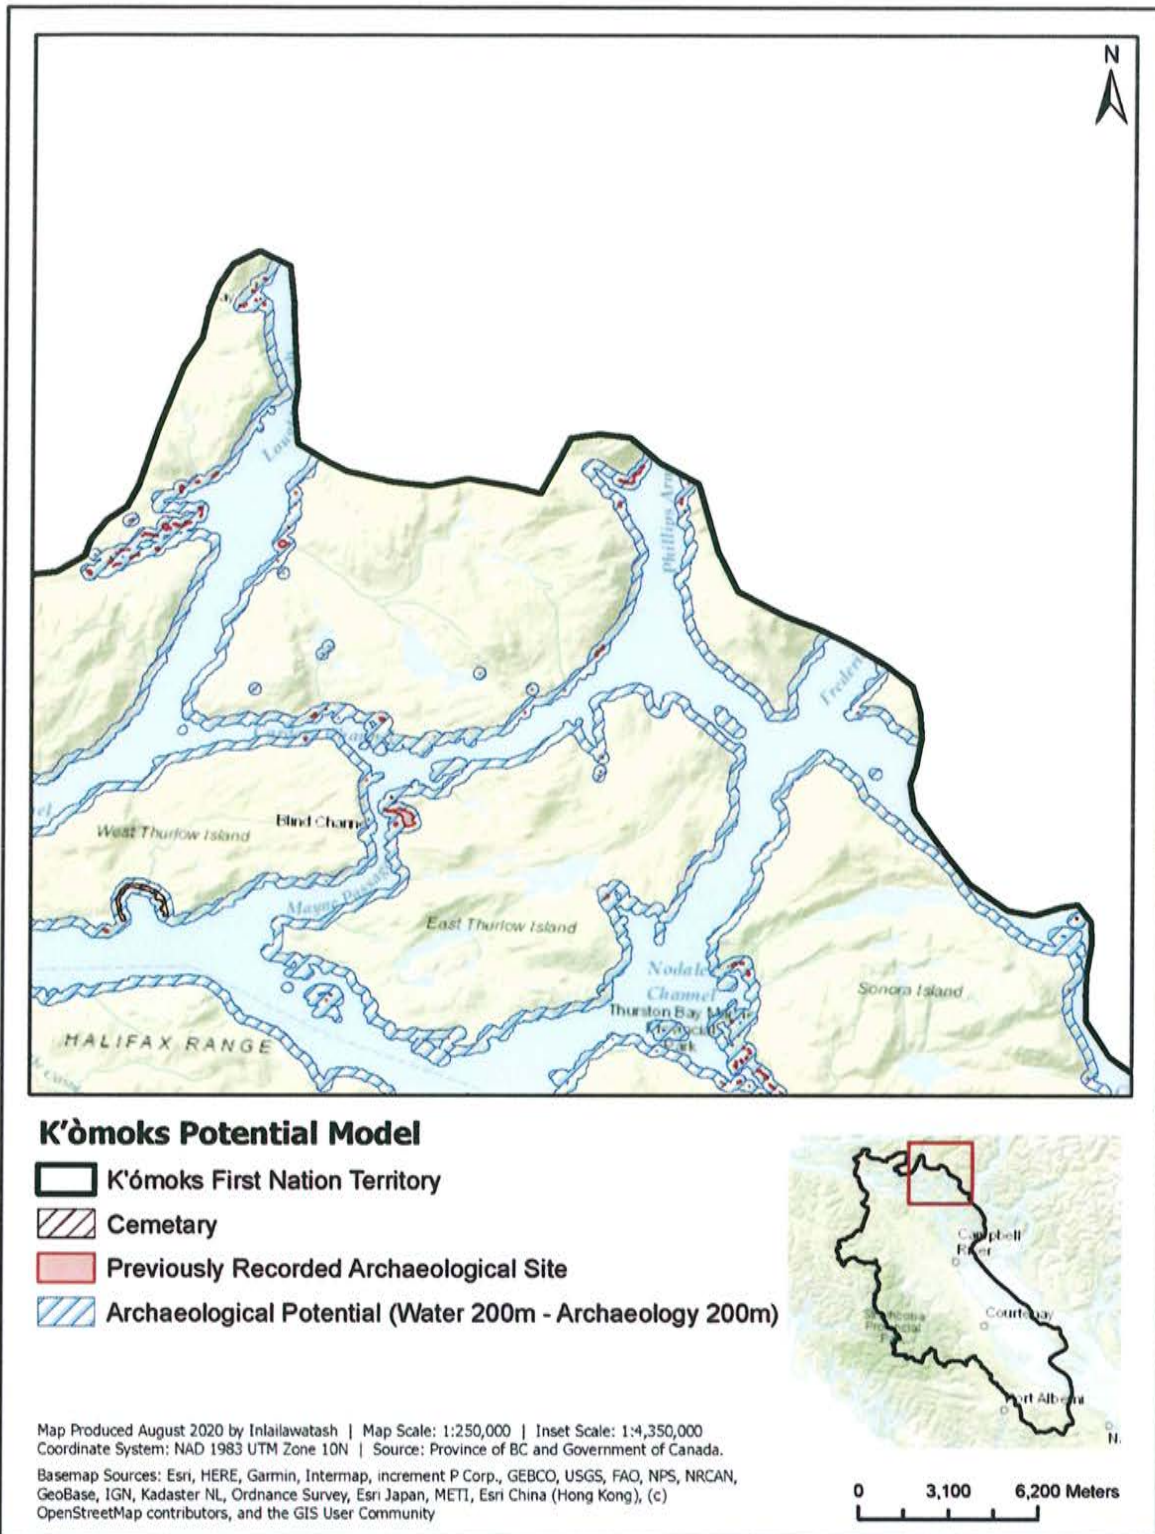 N
Phillips Arm
Frederi
Blind Channe
West Thurlow Island
Mayne Passage
East Thurlow Island
Nodale
Channel
Thurston Bay
Park
Sonora Island
HALIFAX RANGE
K'òmoks Potential Model
K'ómoks First Nation Territory
Cemetary
Previously Recorded Archaeological Site
Archaeological Potential (Water 200m - Archaeology 200m)
Campbell
River
Courtenay
Port Alberni
N.
Map Produced August 2020 by Inlailawatash | Map Scale: 1:250,000 | Inset Scale: 1:4,350,000
Coordinate System: NAD 1983 UTM Zone 10N | Source: Province of BC and Government of Canada.
Basemap Sources: Esri, HERE, Garmin, Intermap, increment P Corp., GEBCO, USGS, FAO, NPS, NRCAN,
GeoBase, IGN, Kadaster NL, Ordnance Survey, Esri Japan, METI, Esri China (Hong Kong), (c)
OpenStreetMap contributors, and the GIS User Community
0 3,100 6,200 Meters